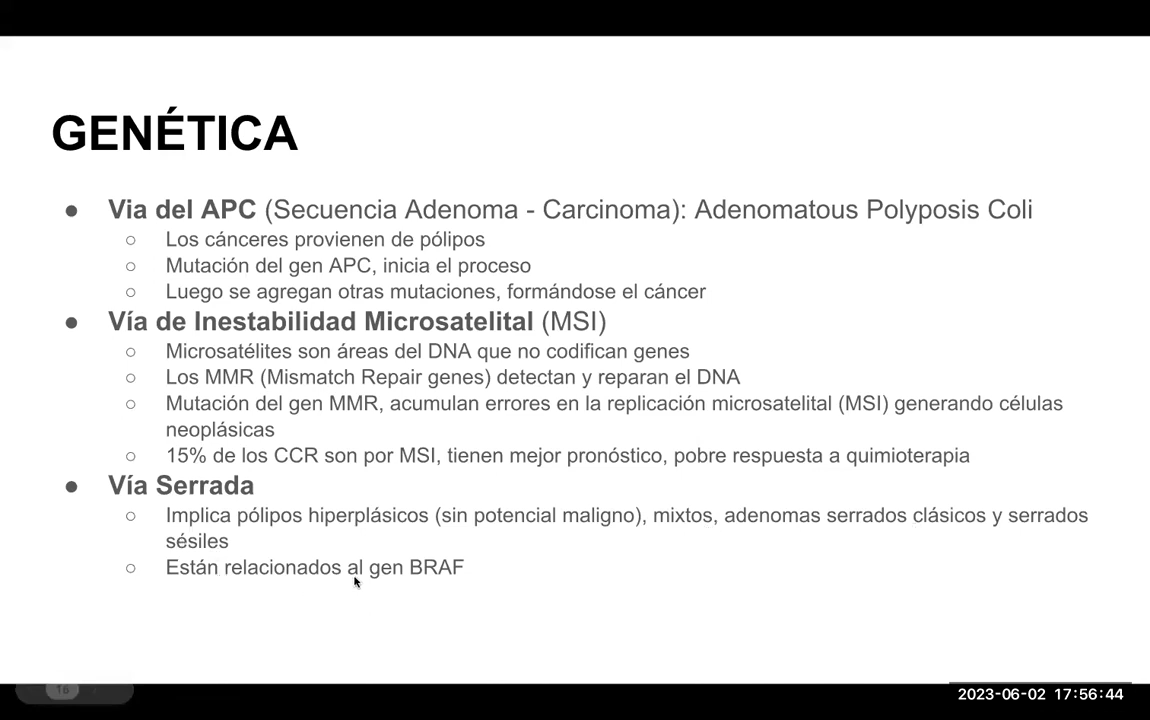 GENÉTICA
● Via del APC (Secuencia Adenoma - Carcinoma): Adenomatous Polyposis Coli
○ Los cánceres provienen de pólipos
○ Mutación del gen APC, inicia el proceso
○ Luego se agregan otras mutaciones, formándose el cáncer
● Vía de Inestabilidad Microsatelital (MSI)
○ Microsatélites son áreas del DNA que no codifican genes
○ Los MMR (Mismatch Repair genes) detectan y reparan el DNA
○ Mutación del gen MMR, acumulan errores en la replicación microsatelital (MSI) generando células
neoplásicas
○ 15% de los CCR son por MSI, tienen mejor pronóstico, pobre respuesta a quimioterapia
● Vía Serrada
○ Implica pólipos hiperplásicos (sin potencial maligno), mixtos, adenomas serrados clásicos y serrados
sésiles
○ Están relacionados al gen BRAF
16
2023-06-02 17:56:44